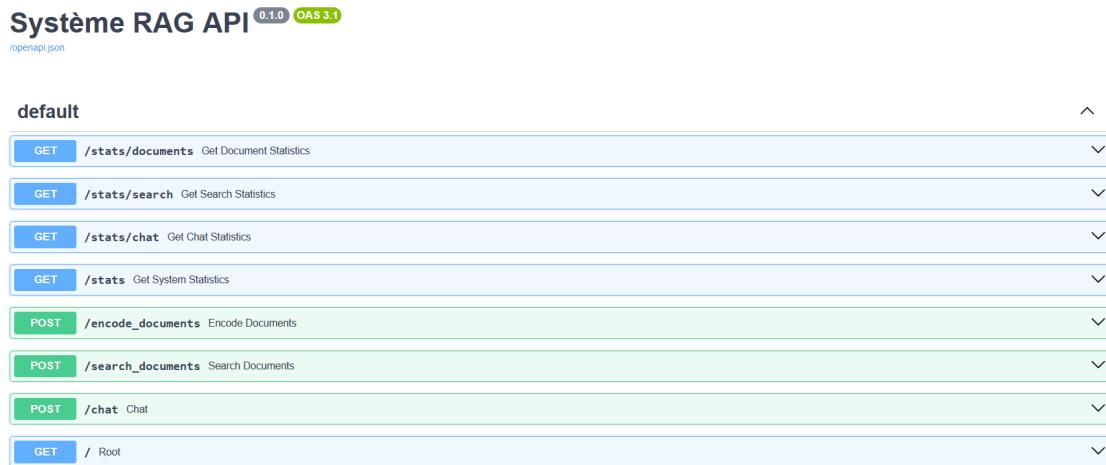 Système RAG API 0.1.0 OAS 3.1
/openapi.json
default
GET /stats/documents Get Document Statistics
GET /stats/search Get Search Statistics
GET /stats/chat Get Chat Statistics
GET /stats Get System Statistics
POST /encode_documents Encode Documents
POST /search_documents Search Documents
POST /chat Chat
GET / Root